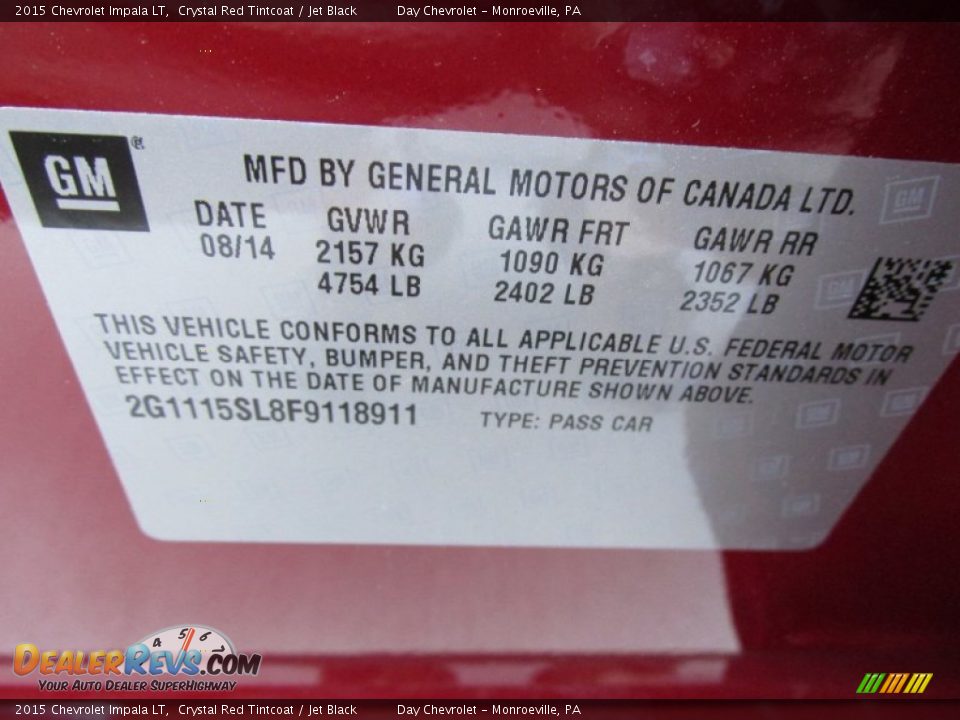 2015 Chevrolet Impala LT, Crystal Red Tintcoat / Jet Black Day Chevrolet - Monroeville, PA
GM ®
MFD BY GENERAL MOTORS OF CANADA LTD.
DATE GVWR GAWR FRT GAWR RR
08/14 2157 KG 1090 KG 1067 KG
4754 LB 2402 LB 2352 LB
THIS VEHICLE CONFORMS TO ALL APPLICABLE U.S. FEDERAL MOTOR
VEHICLE SAFETY, BUMPER, AND THEFT PREVENTION STANDARDS IN
EFFECT ON THE DATE OF MANUFACTURE SHOWN ABOVE.
2G1115SL8F9118911 TYPE: PASS CAR
4 5 6
DealerRevs.com
Your Auto Dealer SuperHighway
2015 Chevrolet Impala LT, Crystal Red Tintcoat / Jet Black Day Chevrolet - Monroeville, PA